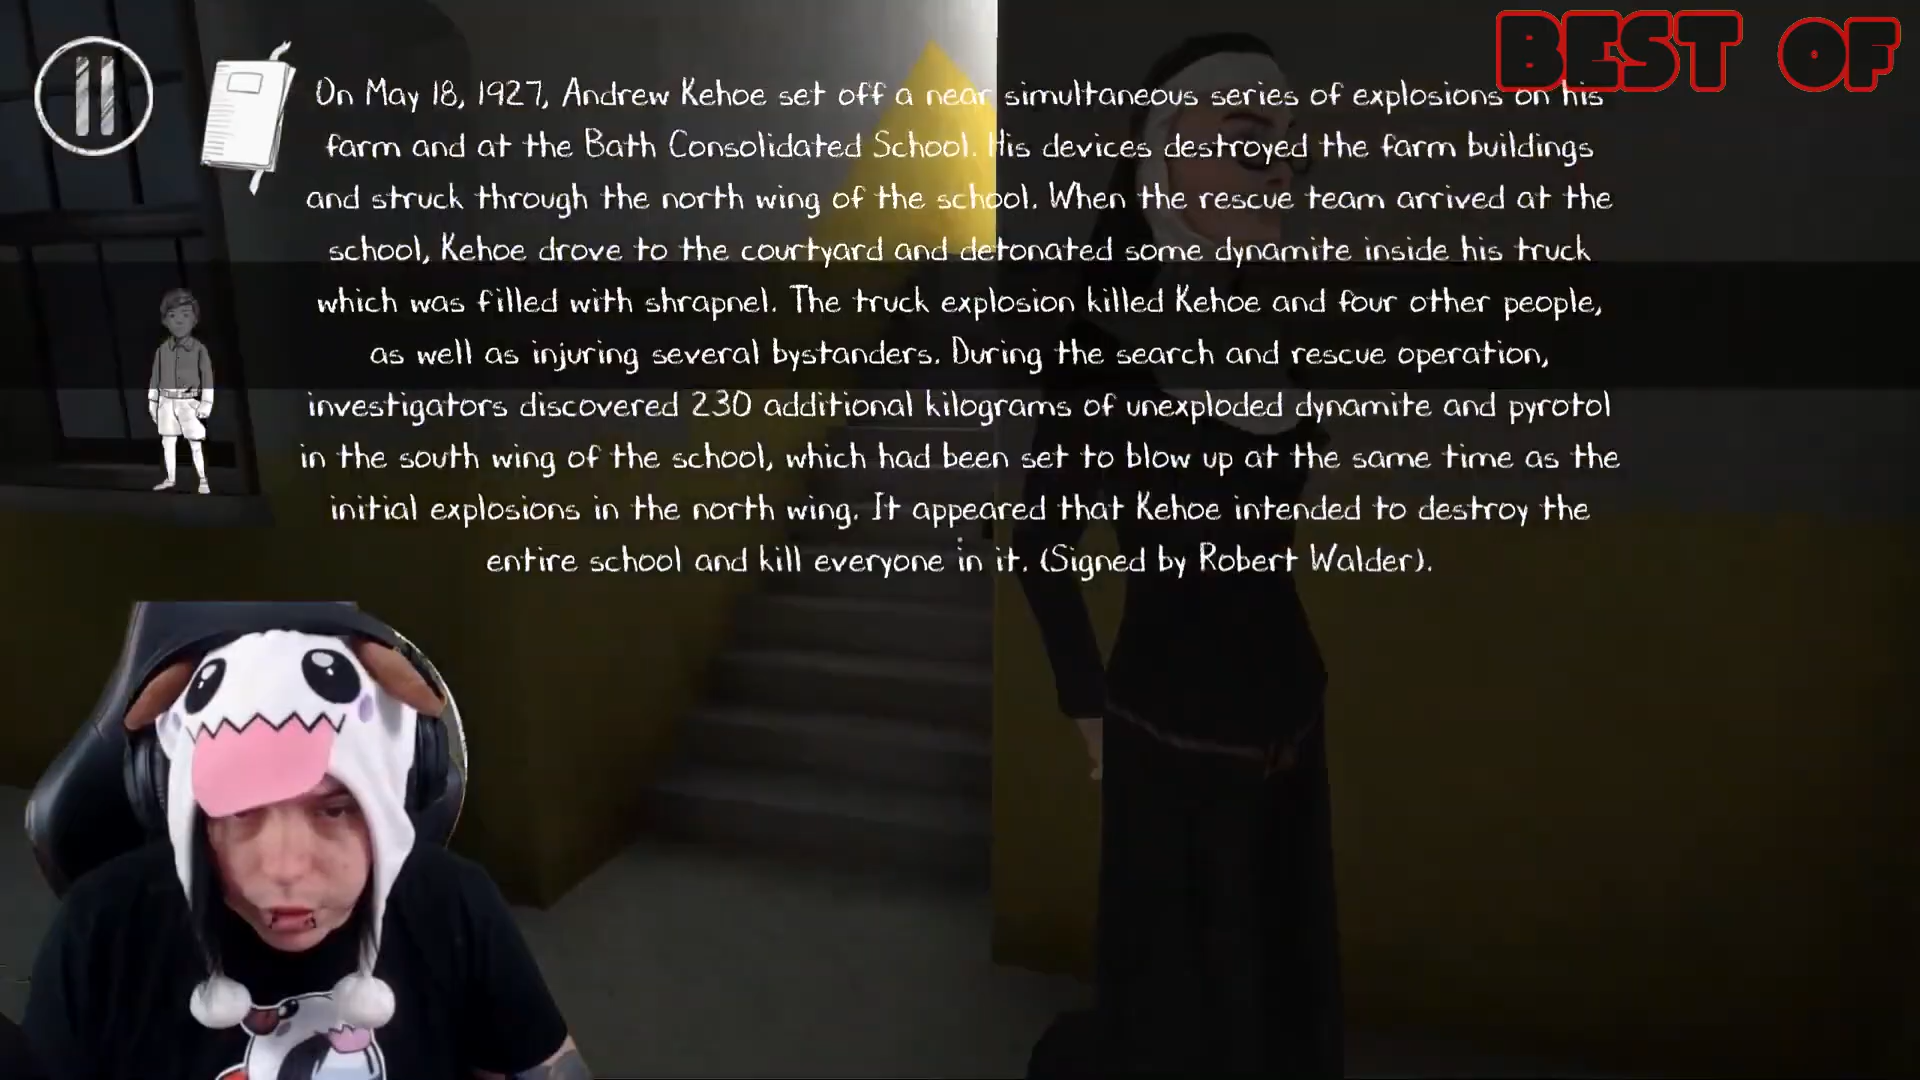 BEST OF
On May 18, 1927, Andrew Kehoe set off a near simultaneous series of explosions on his
farm and at the Bath Consolidated School. His devices destroyed the farm buildings
and struck through the north wing of the school. When the rescue team arrived at the
school, Kehoe drove to the courtyard and detonated some dynamite inside his truck
which was filled with shrapnel. The truck explosion killed Kehoe and four other people,
as well as injuring several bystanders. During the search and rescue operation,
investigators discovered 230 additional kilograms of unexploded dynamite and pyrotol
in the south wing of the school, which had been set to blow up at the same time as the
initial explosions in the north wing. It appeared that Kehoe intended to destroy the
entire school and kill everyone in it. (Signed by Robert Walder).